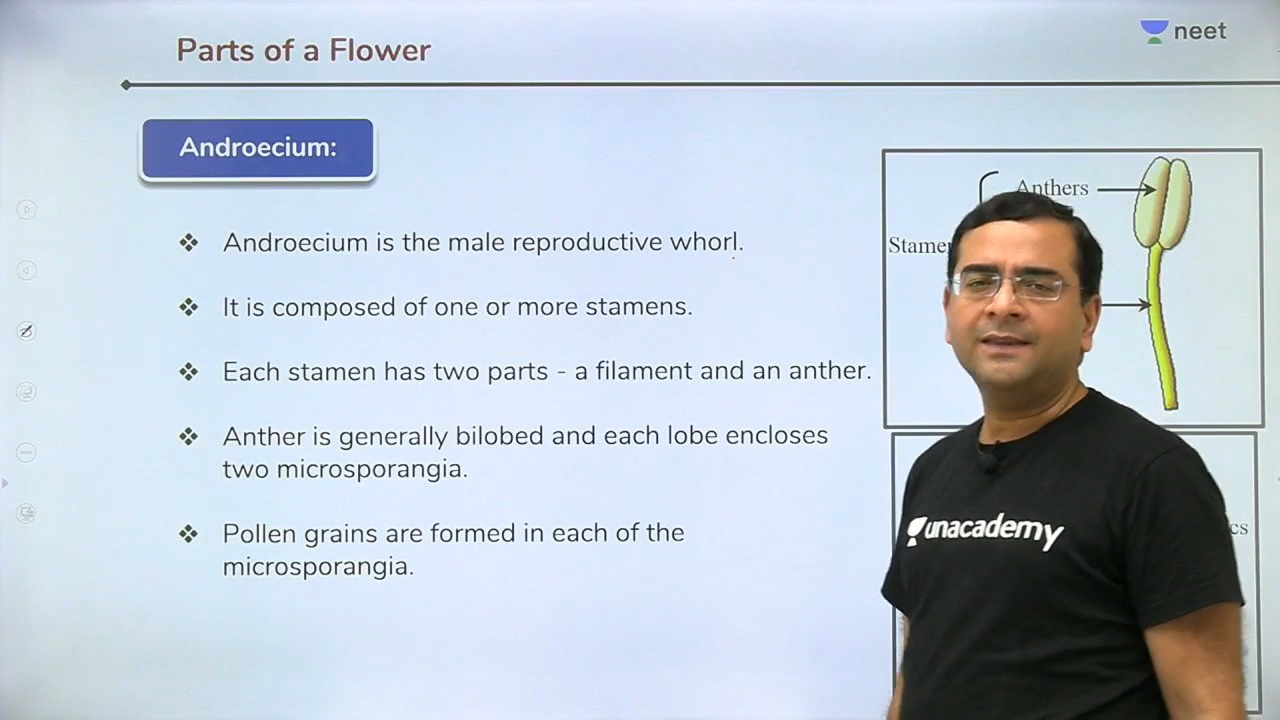 Parts of a Flower
neet
Androecium:
Androecium is the male reproductive whorl.
It is composed of one or more stamens.
Each stamen has two parts - a filament and an anther.
Anther is generally bilobed and each lobe encloses
two microsporangia.
Pollen grains are formed in each of the
microsporangia.
Anthers
unacademy